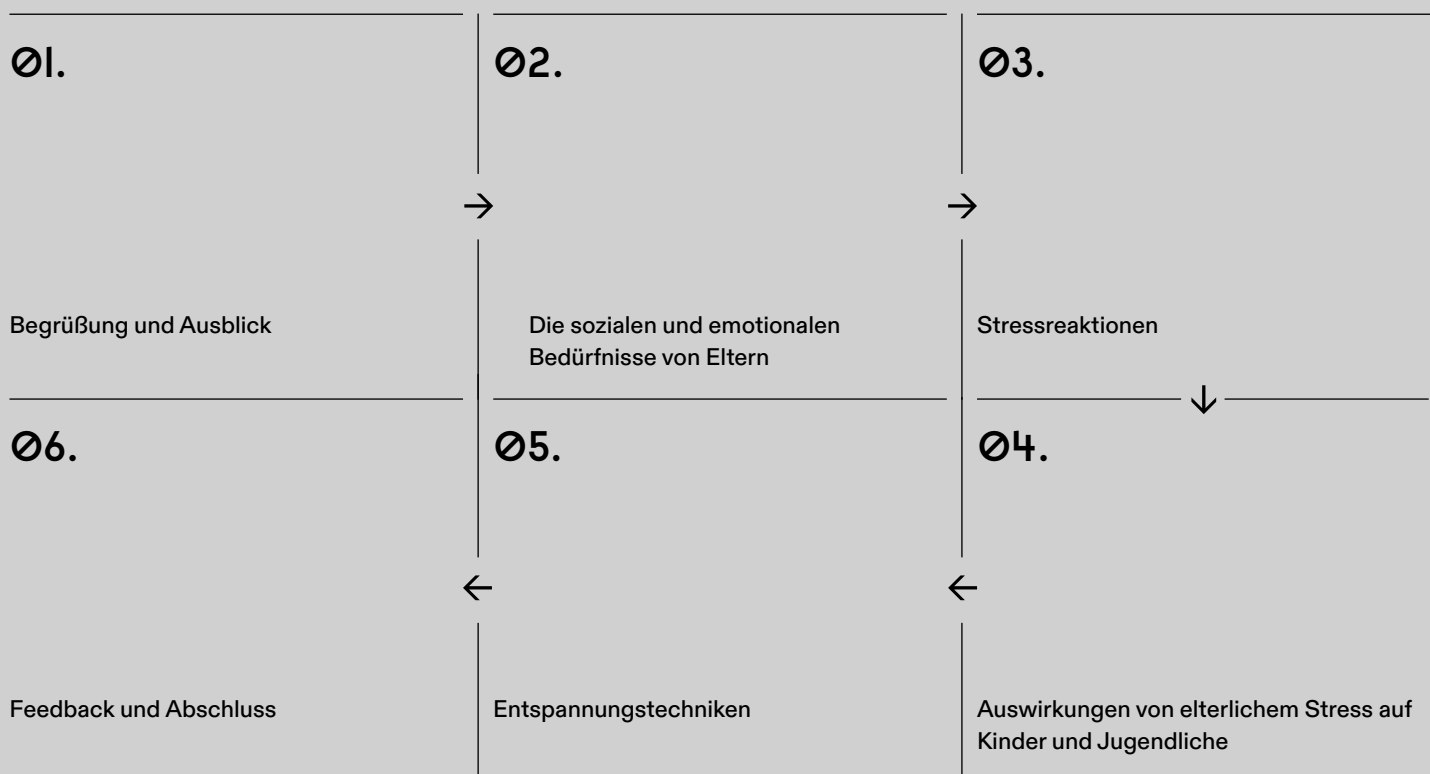 01.
Begrüßung und Ausblick
02.
Die sozialen und emotionalen
Bedürfnisse von Eltern
03.
Stressreaktionen
04.
Auswirkungen von elterlichem Stress auf
Kinder und Jugendliche
05.
Entspannungstechniken
06.
Feedback und Abschluss